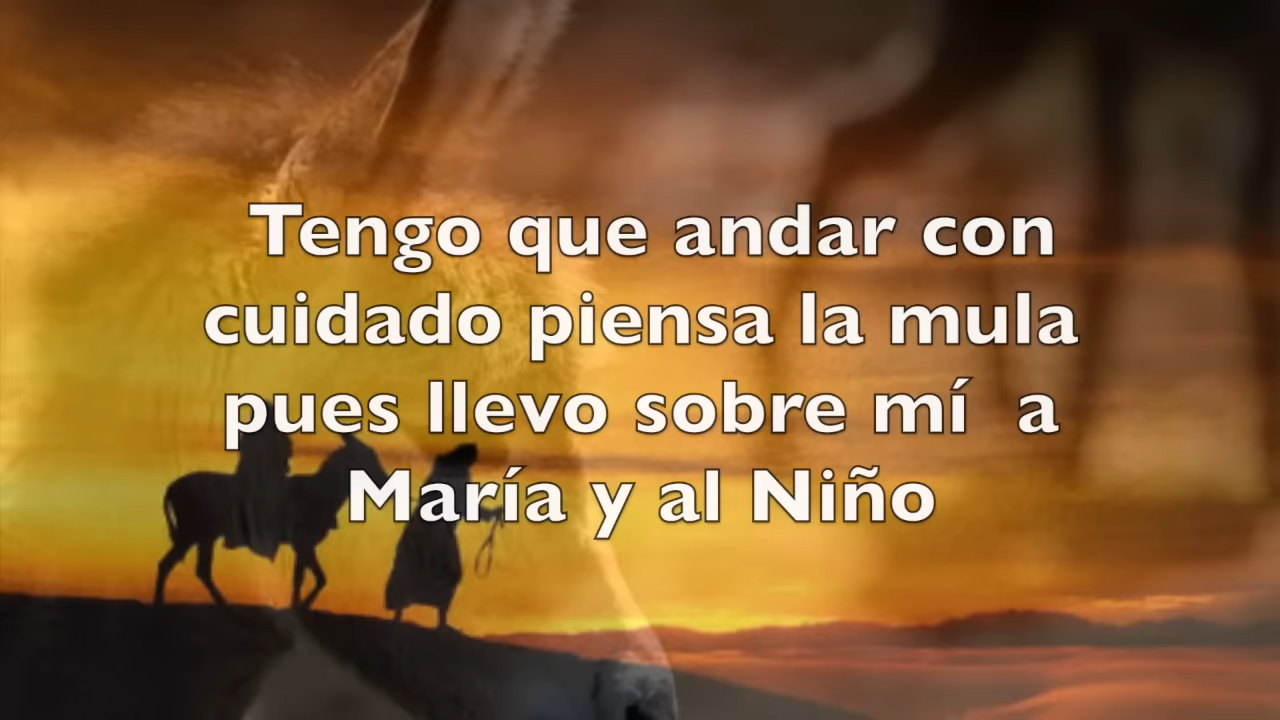 Tengo que andar con
cuidado piensa la mula
pues llevo sobre mí  a
María y al Niño